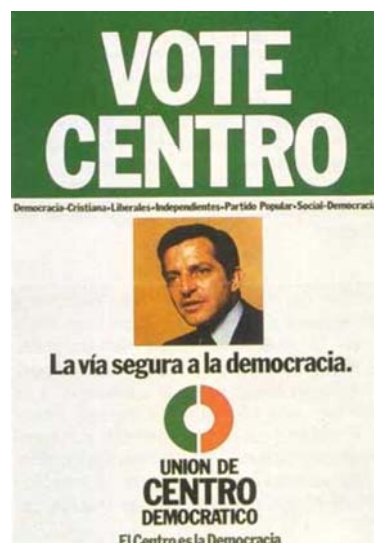 VOTE
CENTRO
Democracia-Cristiana•Liberales•Independientes•Partido Popular•Social-Democracia
La vía segura a la democracia.
UNION DE
CENTRO
DEMOCRATICO
El Centro es la Democracia